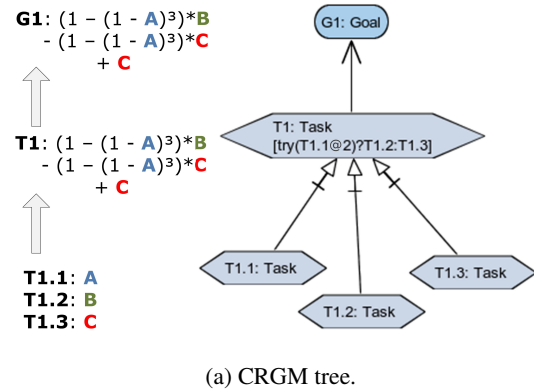 G1: (1 – (1 - A)³)*B
- (1 – (1 - A)³)*C
+ C
T1: (1 – (1 - A)³)*B
- (1 – (1 - A)³)*C
+ C
T1.1: A
T1.2: B
T1.3: C
G1: Goal
T1: Task
[try(T1.1@2)?T1.2:T1.3]
T1.1: Task
T1.2: Task
T1.3: Task
(a) CRGM tree.